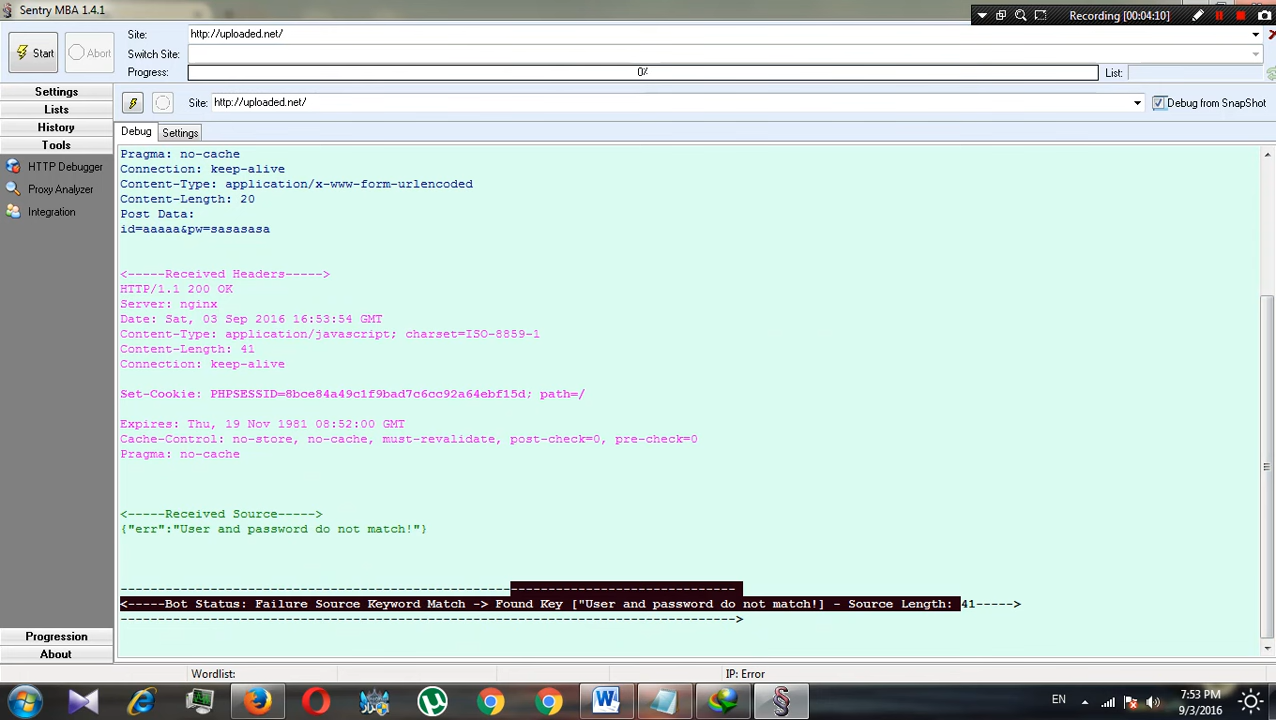 Sentry MBA 1.4.1
Recording [00:04:10]
Start
Abort
Site: http://uploaded.net/
Switch Site:
Progress: 0% List:
Settings
Lists
History
Tools
HTTP Debugger
Proxy Analyzer
Integration
Progression
About
Site: http://uploaded.net/
Debug from SnapShot
Debug Settings
Pragma: no-cache
Connection: keep-alive
Content-Type: application/x-www-form-urlencoded
Content-Length: 20
Post Data:
id=aaaaa&pw=sasasasa
<-----Received Headers----->
HTTP/1.1 200 OK
Server: nginx
Date: Sat, 03 Sep 2016 16:53:54 GMT
Content-Type: application/javascript; charset=ISO-8859-1
Content-Length: 41
Connection: keep-alive
Set-Cookie: PHPSESSID=8bce84a49c1f9bad7c6cc92a64ebf15d; path=/
Expires: Thu, 19 Nov 1981 08:52:00 GMT
Cache-Control: no-store, no-cache, must-revalidate, post-check=0, pre-check=0
Pragma: no-cache
<-----Received Source----->
{"err":"User and password do not match!"}
<-----Bot Status: Failure Source Keyword Match -> Found Key ["User and password do not match!] - Source Length: 41----->
Wordlist: IP: Error
EN
7:53 PM
9/3/2016